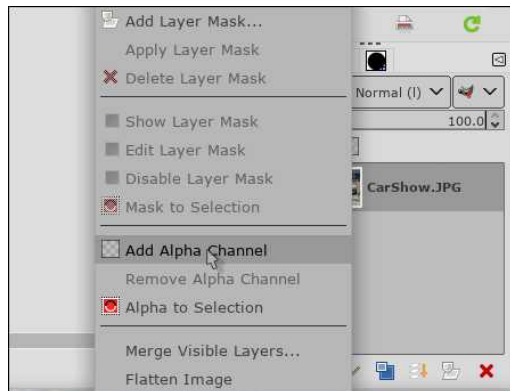 Add Layer Mask...
Apply Layer Mask
Delete Layer Mask
Normal (l)
100.0
Show Layer Mask
Edit Layer Mask
Disable Layer Mask
CarShow.JPG
Mask to Selection
Add Alpha Channel
Remove Alpha Channel
Alpha to Selection
Merge Visible Layers...
Flatten Image